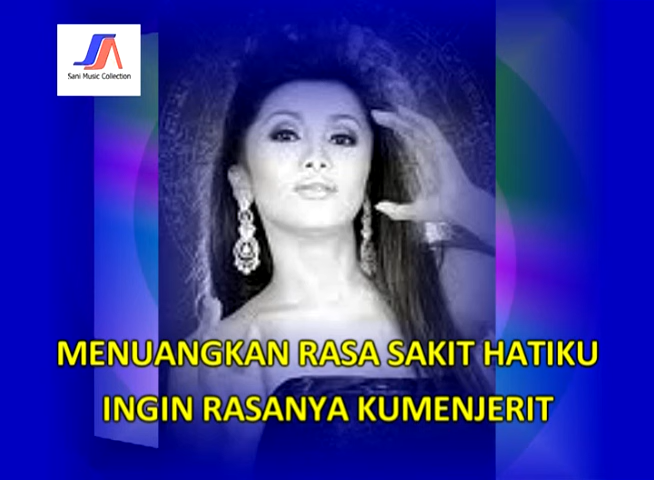 Sani Music Collection
MENUANGKAN RASA SAKIT HATIKU
INGIN RASANYA KUMENJERIT